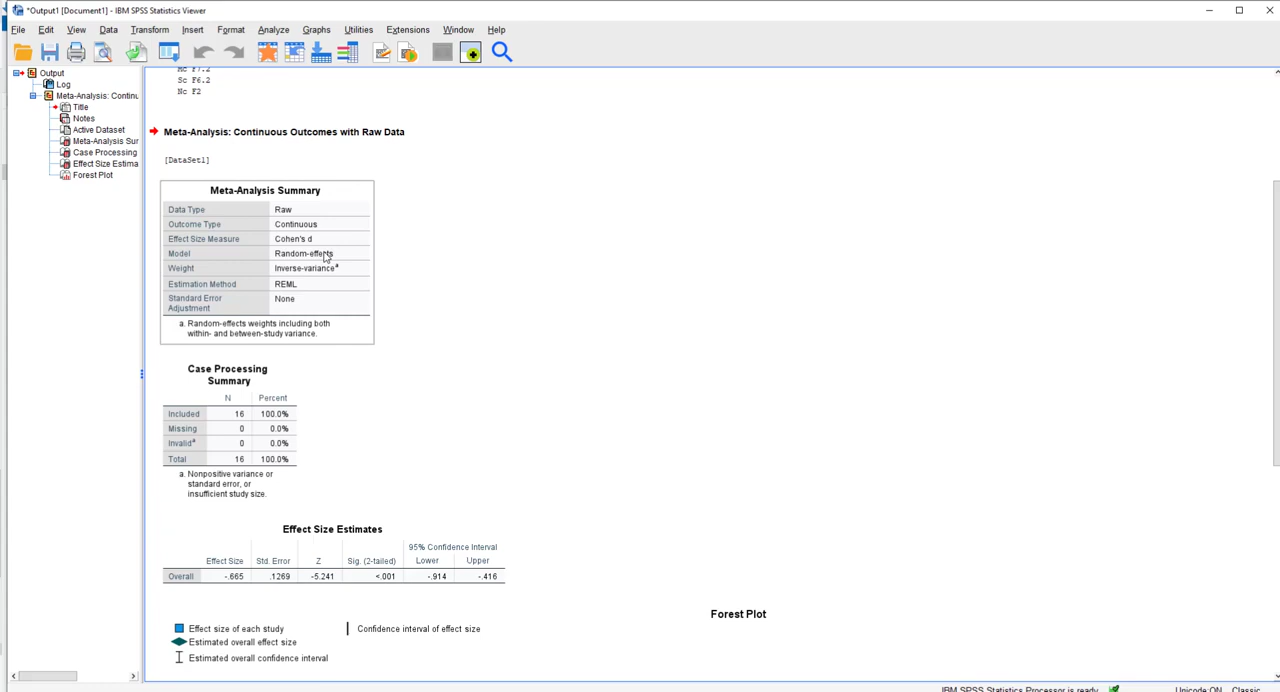 *Output1 [Document1] - IBM SPSS Statistics Viewer
File Edit View Data Transform Insert Format Analyze Graphs Utilities Extensions Window Help
Output
Log
Meta-Analysis: Continu
Title
Notes
Active Dataset
Meta-Analysis Sur
Case Processing
Effect Size Estima
Forest Plot
Sc F6.2
Nc F2
Meta-Analysis: Continuous Outcomes with Raw Data
[DataSet1]
Meta-Analysis Summary
Data Type Raw
Outcome Type Continuous
Effect Size Measure Cohen's d
Model Random-effects
Weight Inverse-variance a
Estimation Method REML
Standard Error Adjustment None
a. Random-effects weights including both
within- and between-study variance.
Case Processing
Summary
N Percent
Included 16 100.0%
Missing 0 0.0%
Invalid a 0 0.0%
Total 16 100.0%
a. Nonpositive variance or
standard error, or
insufficient study size.
Effect Size Estimates
95% Confidence Interval
Effect Size Std. Error Z Sig. (2-tailed) Lower Upper
Overall -.665 .1269 -5.241 <.001 -.914 -.416
Forest Plot
Effect size of each study Confidence interval of effect size
Estimated overall effect size
Estimated overall confidence interval
IBM SPSS Statistics Processor is ready Unicode:ON Classic